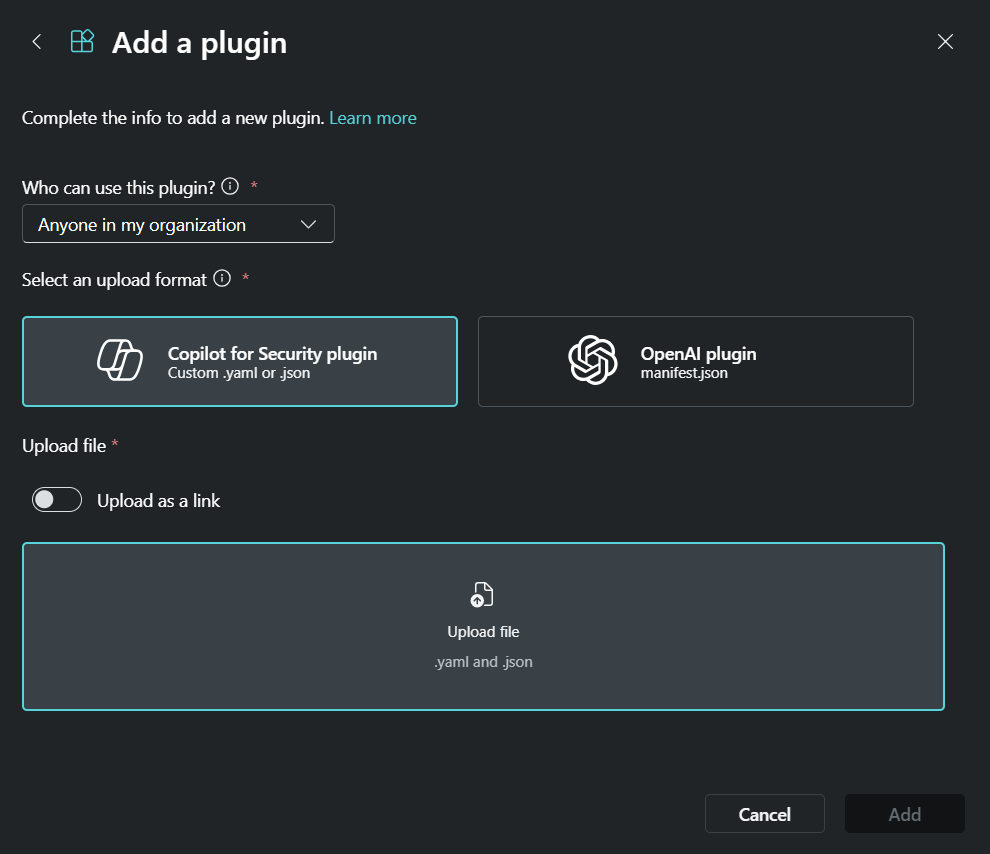 Add a plugin
Complete the info to add a new plugin. Learn more
Who can use this plugin? *
Anyone in my organization
Select an upload format *
Copilot for Security plugin
Custom .yaml or .json
OpenAI plugin
manifest.json
Upload file *
Upload as a link
Upload file
.yaml and .json
Cancel
Add